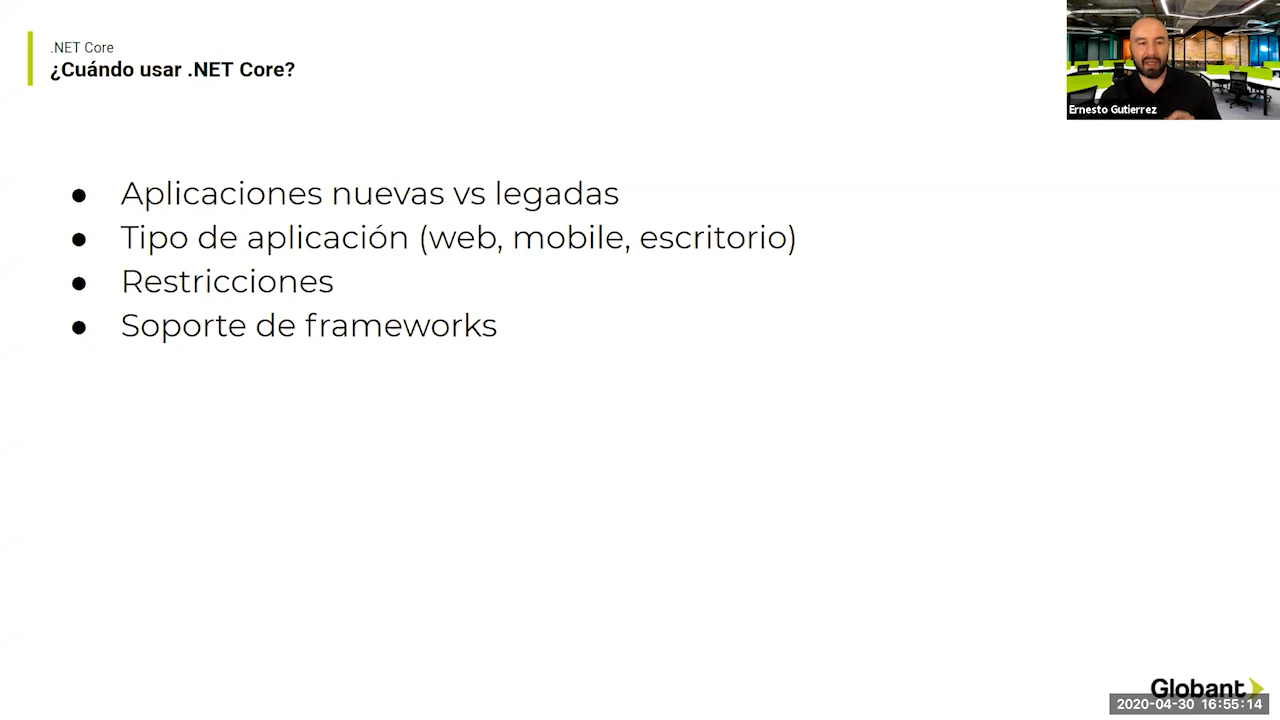 .NET Core
¿Cuándo usar .NET Core?
Ernesto Gutierrez
● Aplicaciones nuevas vs legadas
● Tipo de aplicación (web, mobile, escritorio)
● Restricciones
● Soporte de frameworks
Globant
2020-04-30 16:55:14